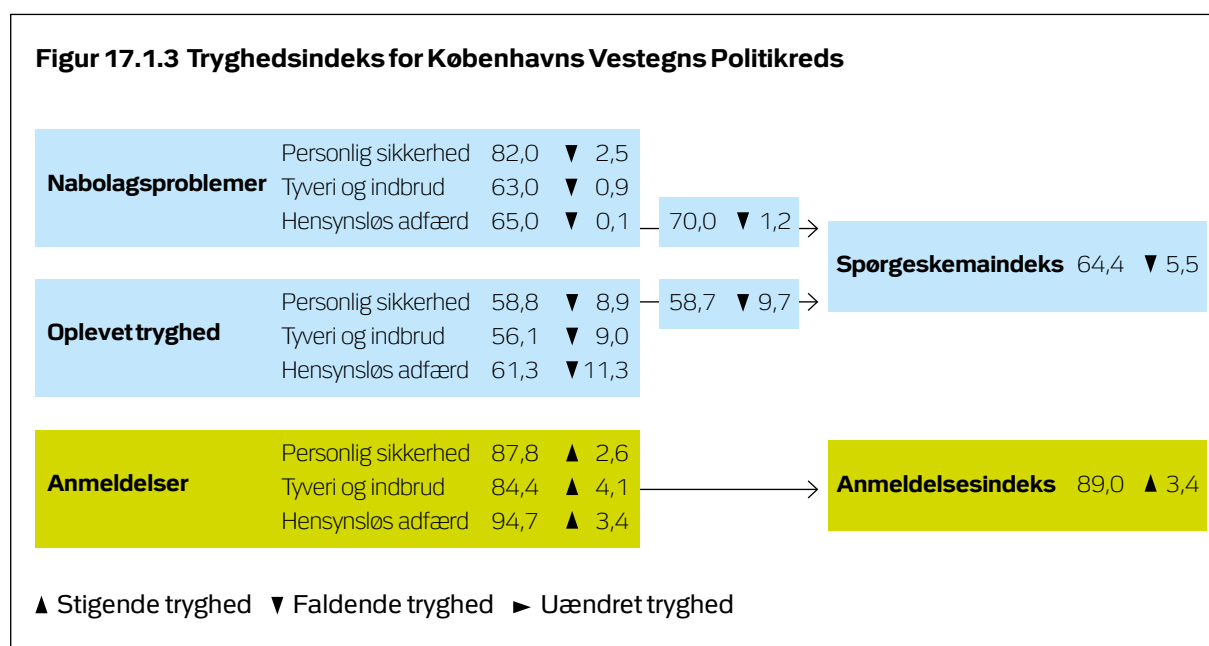 Figur 17.1.3 Tryghedsindeks for Københavns Vestegns Politikreds
Nabolagsproblemer
Personlig sikkerhed 82,0 ▼ 2,5
Tyveri og indbrud 63,0 ▼ 0,9
Hensynsløs adfærd 65,0 ▼ 0,1
70,0 ▼ 1,2
Oplevet tryghed
Personlig sikkerhed 58,8 ▼ 8,9
Tyveri og indbrud 56,1 ▼ 9,0
Hensynsløs adfærd 61,3 ▼ 11,3
58,7 ▼ 9,7
Spørgeskemaindeks 64,4 ▼ 5,5
Anmeldelser
Personlig sikkerhed 87,8 ▲ 2,6
Tyveri og indbrud 84,4 ▲ 4,1
Hensynsløs adfærd 94,7 ▲ 3,4
Anmeldelsesindeks 89,0 ▲ 3,4
▲ Stigende tryghed ▼ Faldende tryghed ► Uændret tryghed